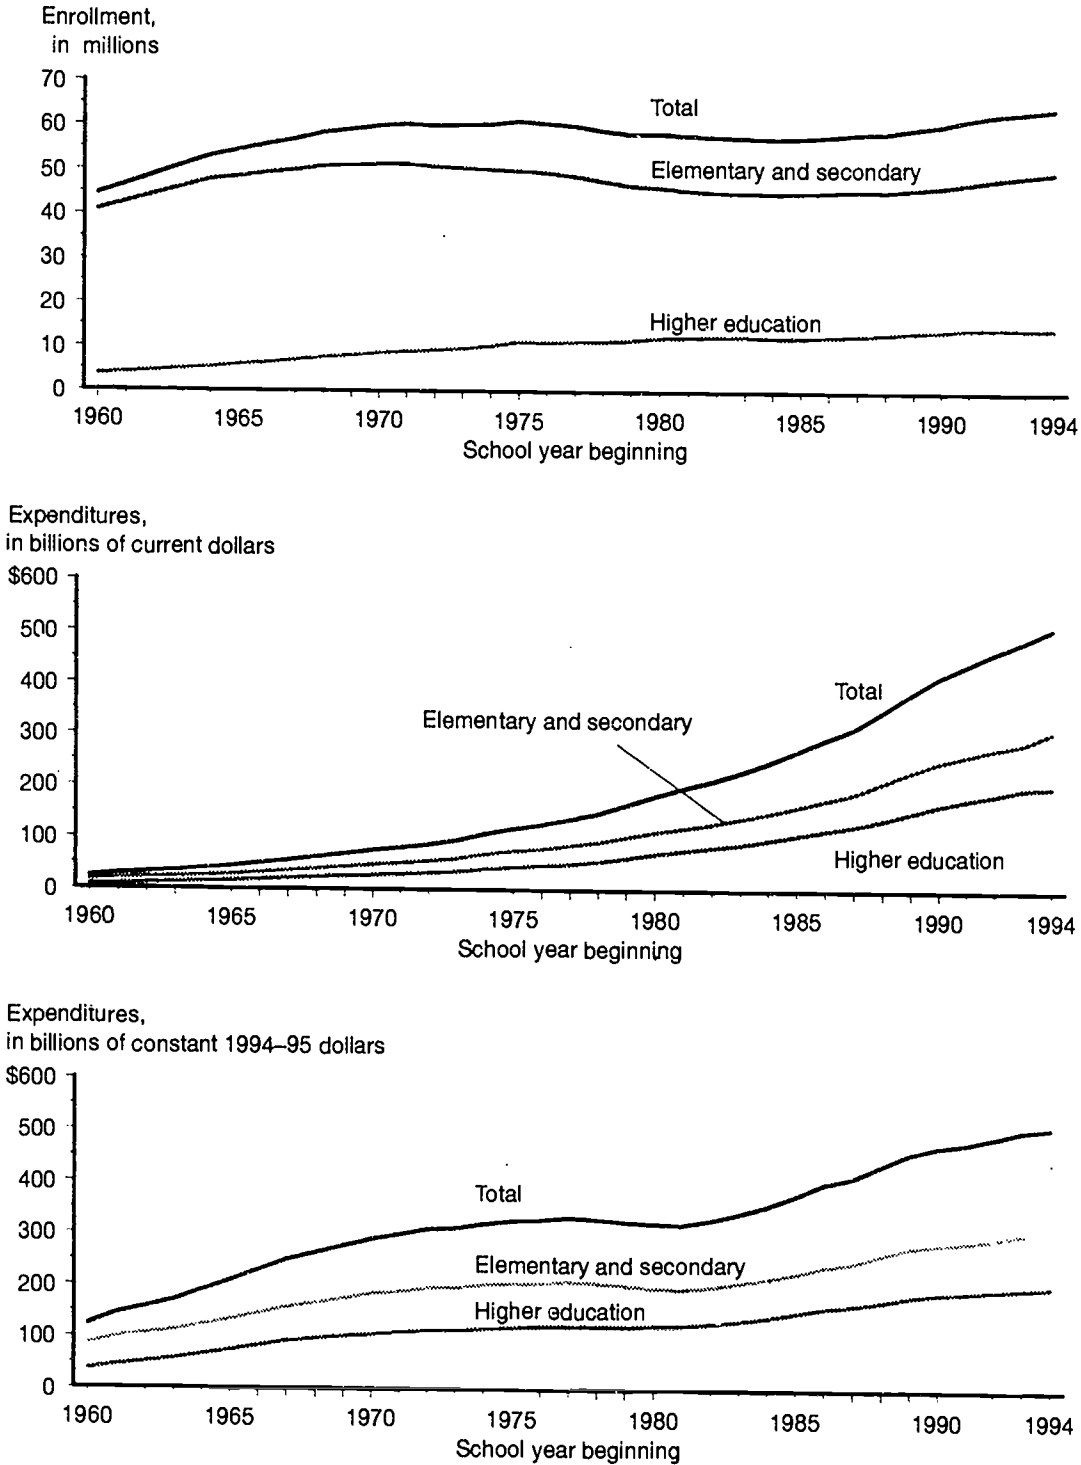 Enrollment,
in millions
70
60
50
40
30
20
10
0
Total
Elementary and secondary
Higher education
1960 1965 1970 1975 1980 1985 1990 1994
School year beginning
Expenditures,
in billions of current dollars
$600
500
400
300
200
100
0
Total
Elementary and secondary
Higher education
1960 1965 1970 1975 1980 1985 1990 1994
School year beginning
Expenditures,
in billions of constant 1994–95 dollars
$600
500
400
300
200
100
0
Total
Elementary and secondary
Higher education
1960 1965 1970 1975 1980 1985 1990 1994
School year beginning